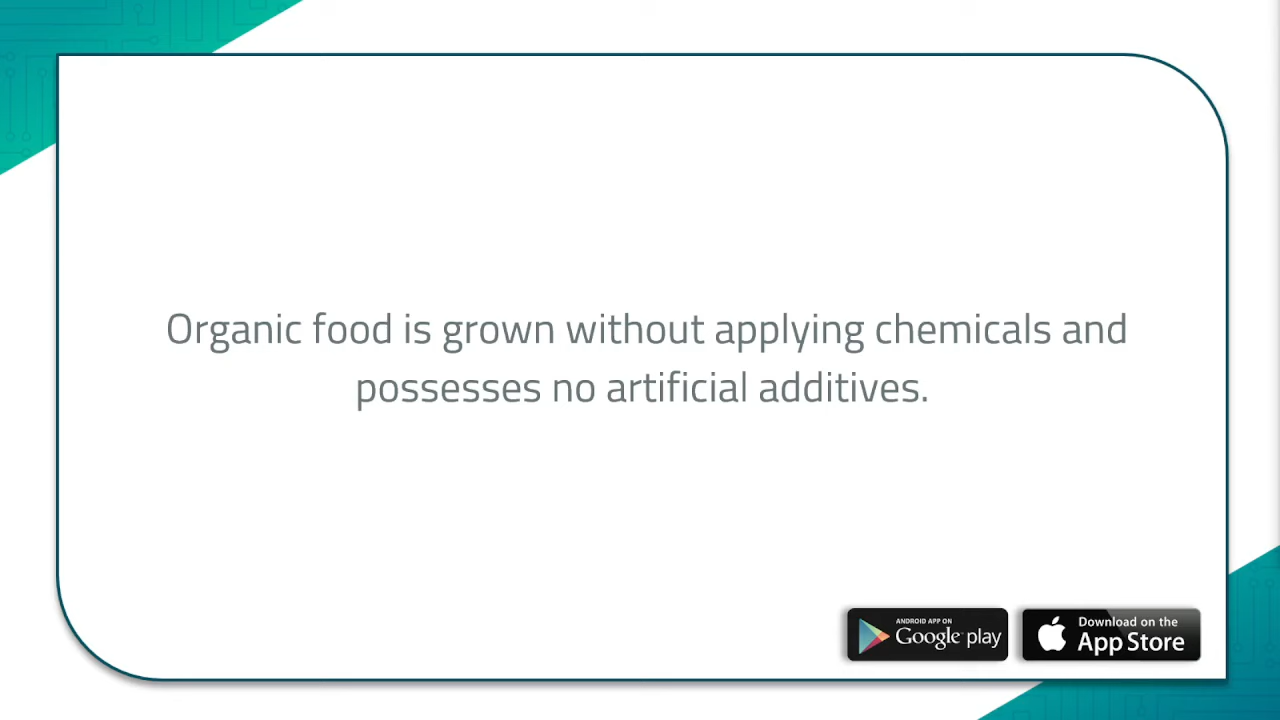 Organic food is grown without applying chemicals and
possesses no artificial additives.
ANDROID APP ON
Google play
Download on the
App Store